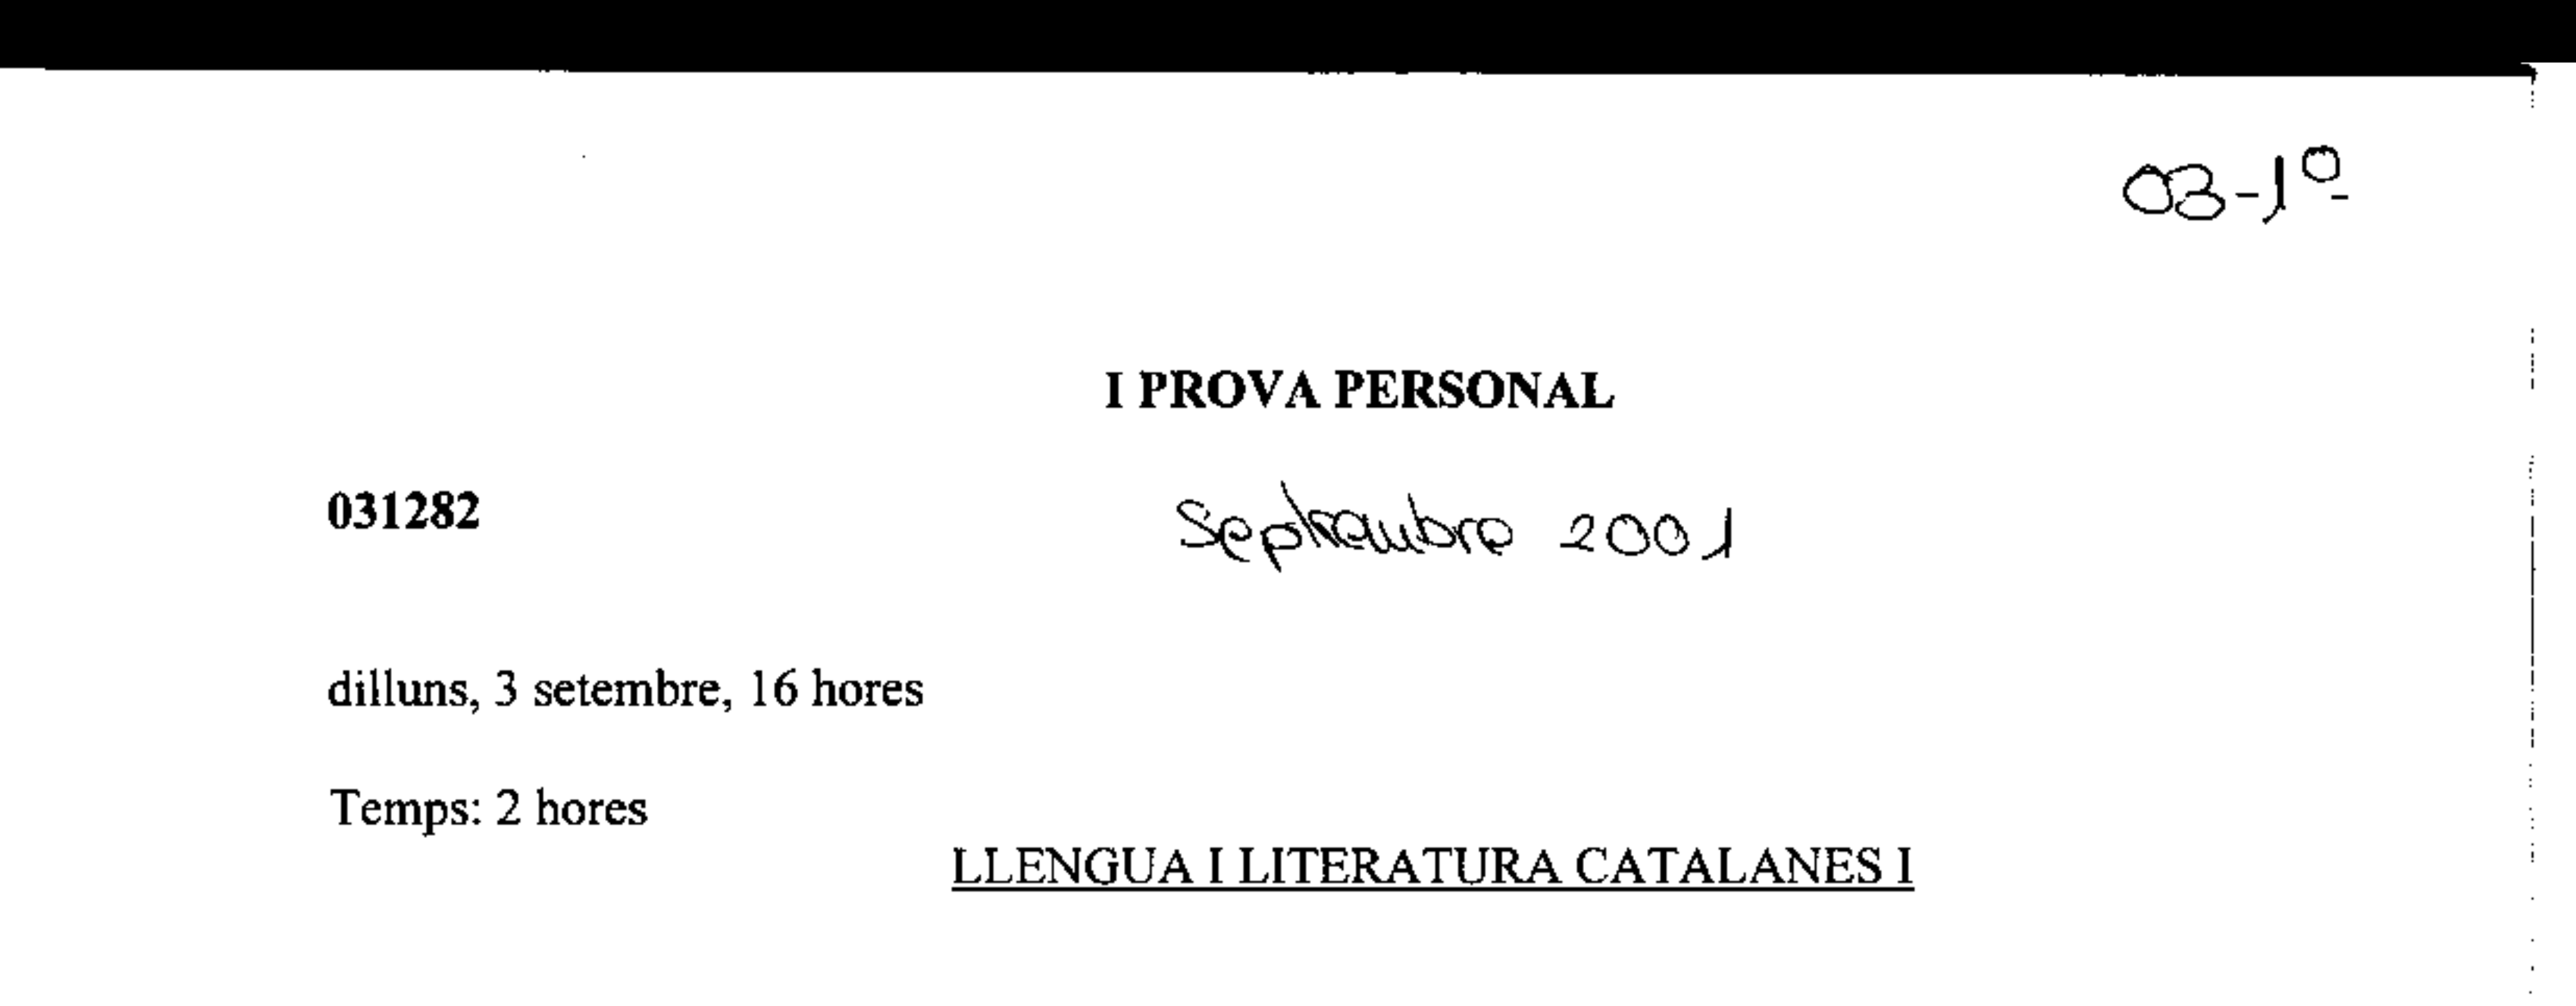 03-1º
I PROVA PERSONAL
031282
Septiembre 2001
dilluns, 3 setembre, 16 hores
Temps: 2 hores
LLENGUA I LITERATURA CATALANES I